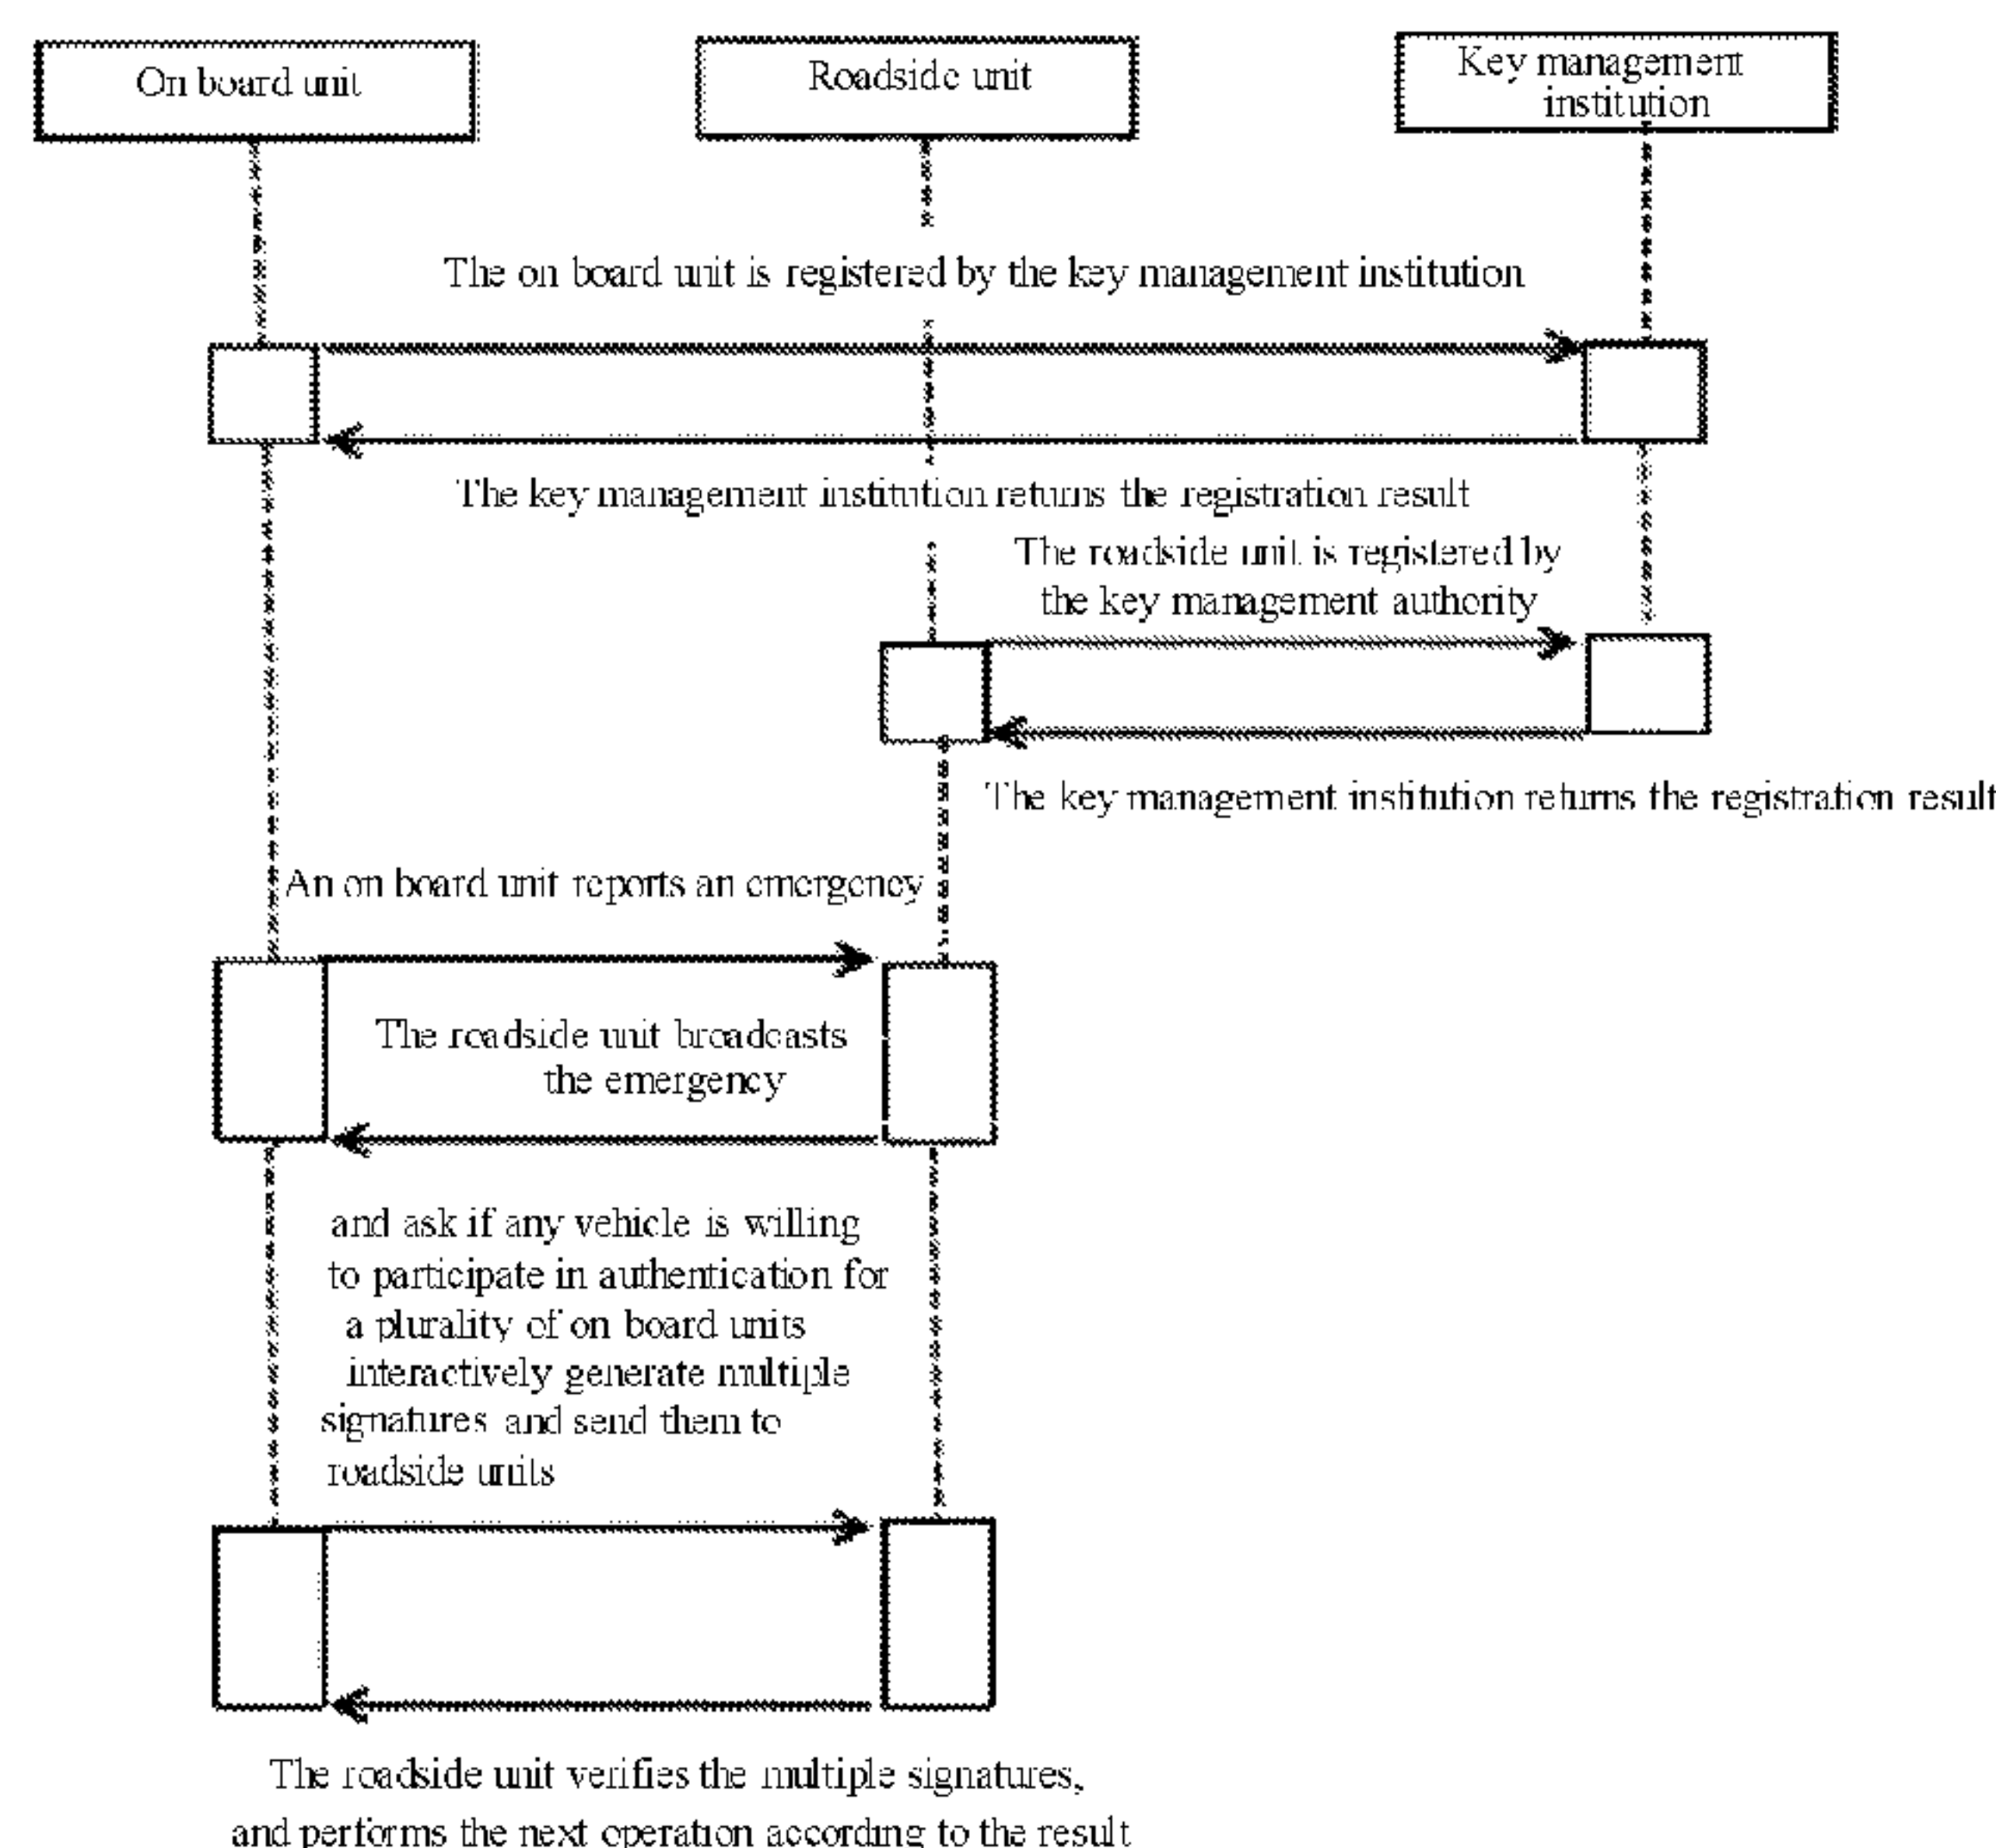 On board unit
Roadside unit
Key management
institution
The on board unit is registered by the key management institution
The key management institution returns the registration result
The roadside unit is registered by
the key management authority
The key management institution returns the registration result
An on board unit reports an emergency
The roadside unit broadcasts
the emergency
and ask if any vehicle is willing
to participate in authentication for
a plurality of on board units
interactively generate multiple
signatures and send them to
roadside units
The roadside unit verifies the multiple signatures,
and performs the next operation according to the result